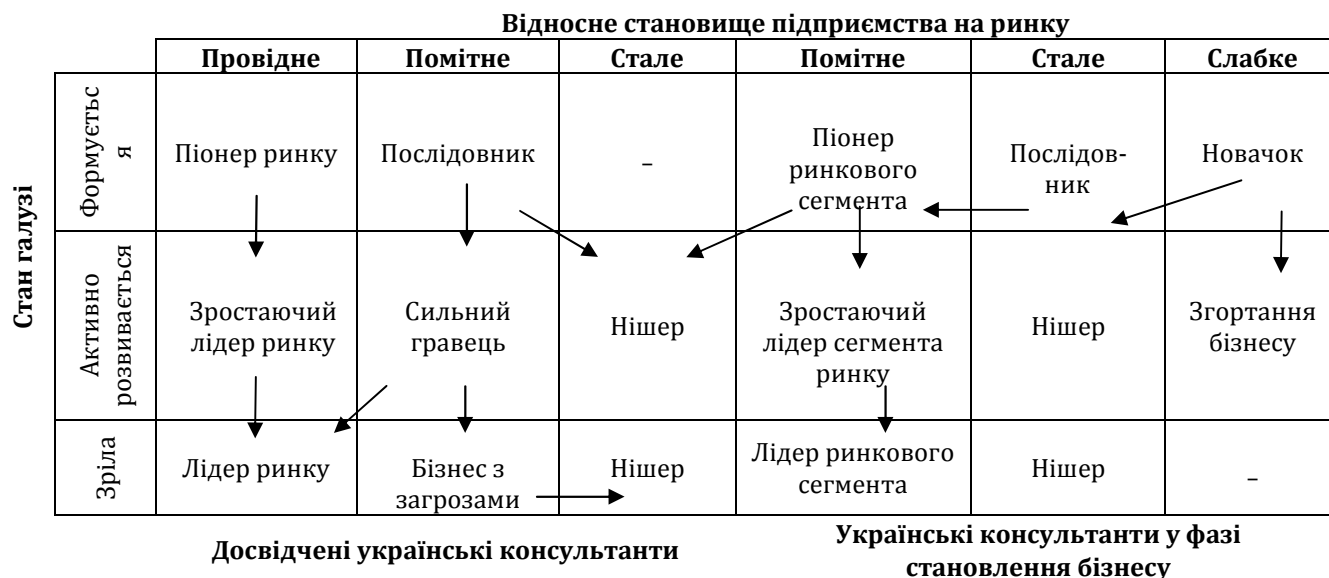 Відносне становище підприємства на ринку
Провідне
Помітне
Стале
Помітне
Стале
Слабке
Стан галузі
Формуєтьс
я
Піонер ринку
Послідовник
–
Піонер
ринкового
сегмента
Послідов-
ник
Новачок
Активно
розвивається
Зростаючий
лідер ринку
Сильний
гравець
Нішер
Зростаючий
лідер сегмента
ринку
Нішер
Згортання
бізнесу
Зріла
Лідер ринку
Бізнес з
загрозами
Нішер
Лідер ринкового
сегмента
Нішер
–
Досвідчені українські консультанти
Українські консультанти у фазі
становлення бізнесу